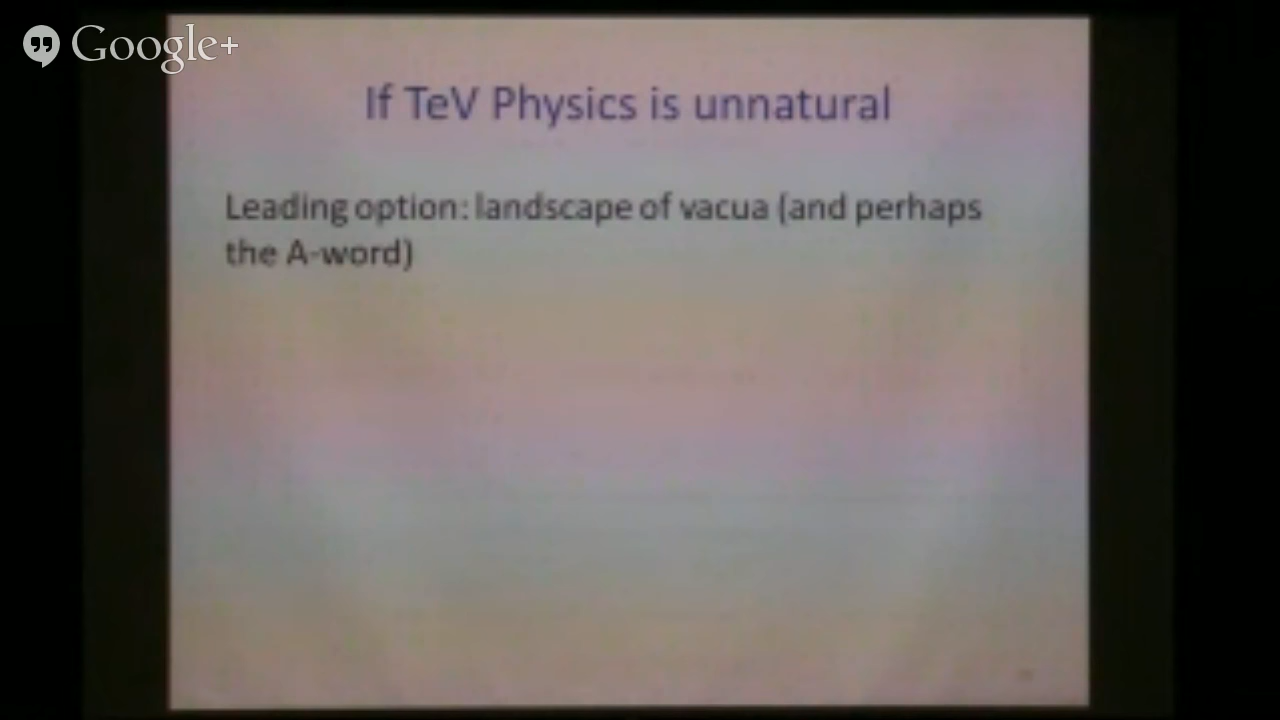 Google+
If TeV Physics is unnatural
Leading option: landscape of vacua (and perhaps
the A-word)